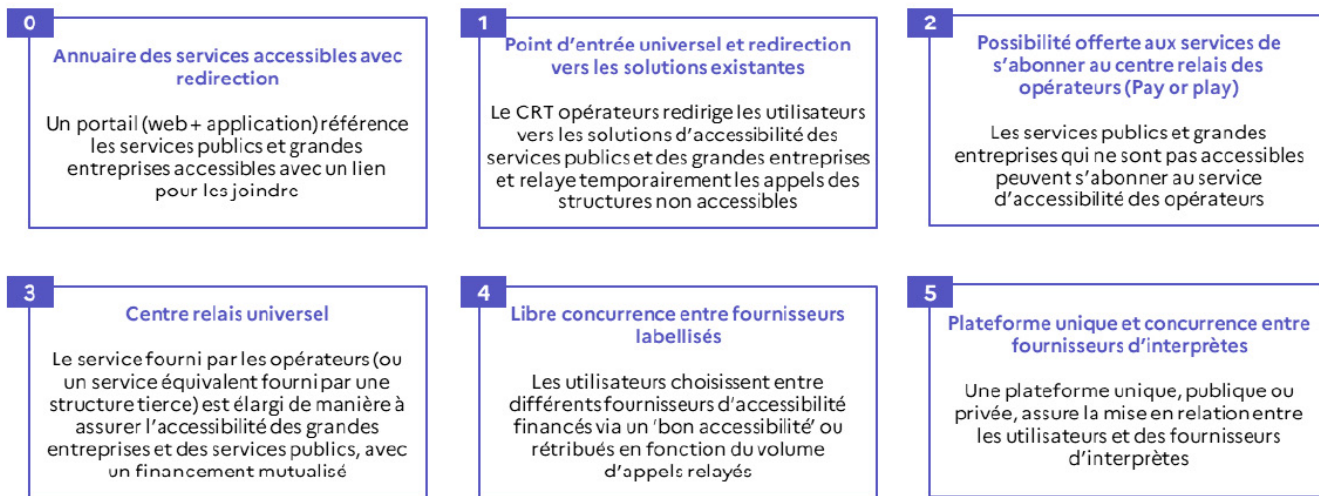 0
Annuaire des services accessibles avec
redirection
Un portail (web + application) référence
les services publics et grandes
entreprises accessibles avec un lien
pour les joindre
1
Point d'entrée universel et redirection
vers les solutions existantes
Le CRT opérateurs redirige les utilisateurs
vers les solutions d'accessibilité des
services publics et des grandes entreprises
et relaye temporairement les appels des
structures non accessibles
2
Possibilité offerte aux services de
s'abonner au centre relais des
opérateurs (Pay or play)
Les services publics et grandes
entreprises qui ne sont pas accessibles
peuvent s'abonner au service
d'accessibilité des opérateurs
3
Centre relais universel
Le service fourni par les opérateurs (ou
un service équivalent fourni par une
structure tierce) est élargi de manière à
assurer l'accessibilité des grandes
entreprises et des services publics, avec
un financement mutualisé
4
Libre concurrence entre fournisseurs
labellisés
Les utilisateurs choisissent entre
différents fournisseurs d'accessibilité
financés via un 'bon accessibilité' ou
rétribués en fonction du volume
d'appels relayés
5
Plateforme unique et concurrence entre
fournisseurs d'interprètes
Une plateforme unique, publique ou
privée, assure la mise en relation entre
les utilisateurs et des fournisseurs
d'interprètes